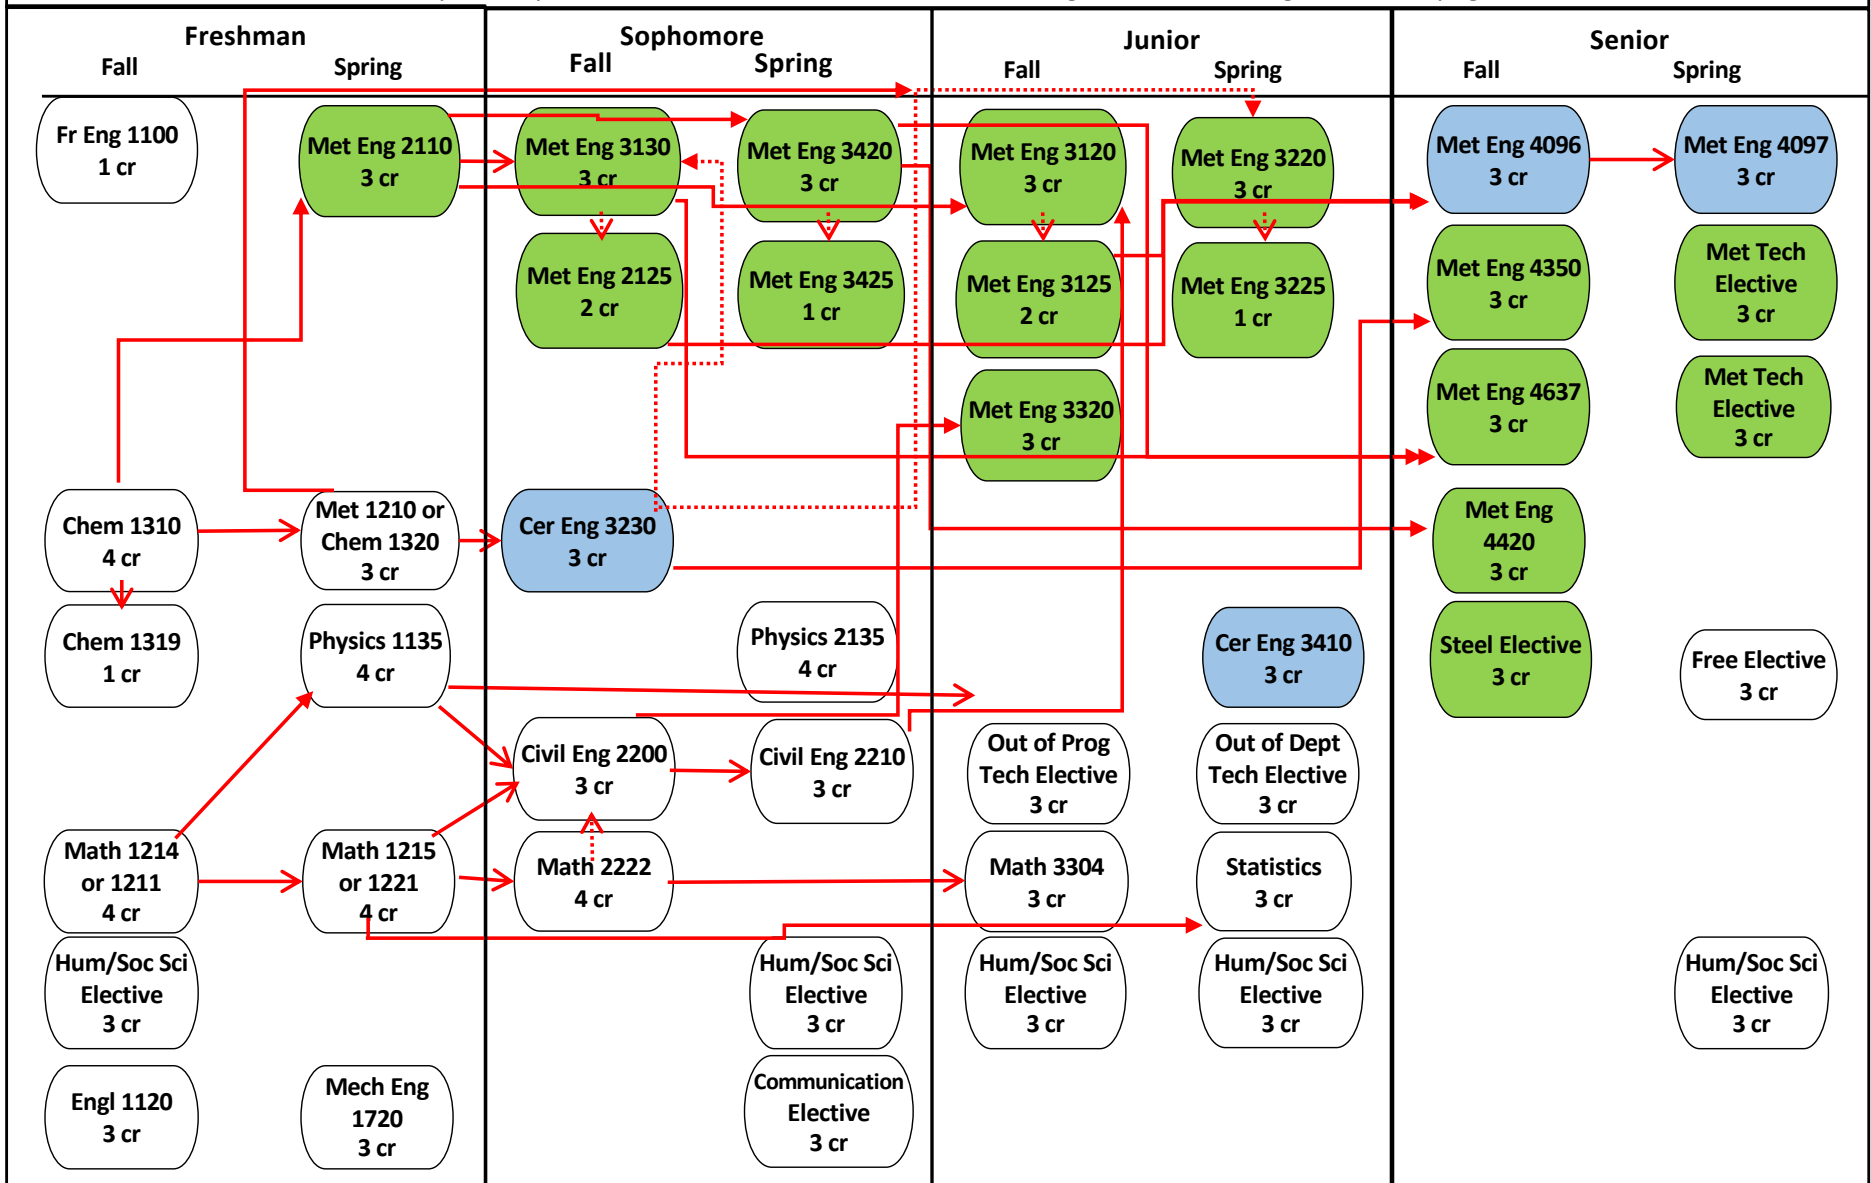 Freshman
Fall
Spring
Sophomore
Fall
Spring
Junior
Fall
Spring
Senior
Fall
Spring
Fr Eng 1100
1 cr
Chem 1310
4 cr
Chem 1319
1 cr
Math 1214
or 1211
4 cr
Hum/Soc Sci
Elective
3 cr
Engl 1120
3 cr
Met Eng 2110
3 cr
Met 1210 or
Chem 1320
3 cr
Physics 1135
4 cr
Math 1215
or 1221
4 cr
Mech Eng
1720
3 cr
Met Eng 3130
3 cr
Met Eng 2125
2 cr
Cer Eng 3230
3 cr
Civil Eng 2200
3 cr
Math 2222
4 cr
Met Eng 3420
3 cr
Met Eng 3425
1 cr
Physics 2135
4 cr
Civil Eng 2210
3 cr
Hum/Soc Sci
Elective
3 cr
Communication
Elective
3 cr
Met Eng 3120
3 cr
Met Eng 3125
2 cr
Met Eng 3320
3 cr
Out of Prog
Tech Elective
3 cr
Math 3304
3 cr
Hum/Soc Sci
Elective
3 cr
Met Eng 3220
3 cr
Met Eng 3225
1 cr
Cer Eng 3410
3 cr
Out of Dept
Tech Elective
3 cr
Statistics
3 cr
Hum/Soc Sci
Elective
3 cr
Met Eng 4096
3 cr
Met Eng 4350
3 cr
Met Eng 4637
3 cr
Met Eng
4420
3 cr
Steel Elective
3 cr
Met Eng 4097
3 cr
Met Tech
Elective
3 cr
Met Tech
Elective
3 cr
Free Elective
3 cr
Hum/Soc Sci
Elective
3 cr